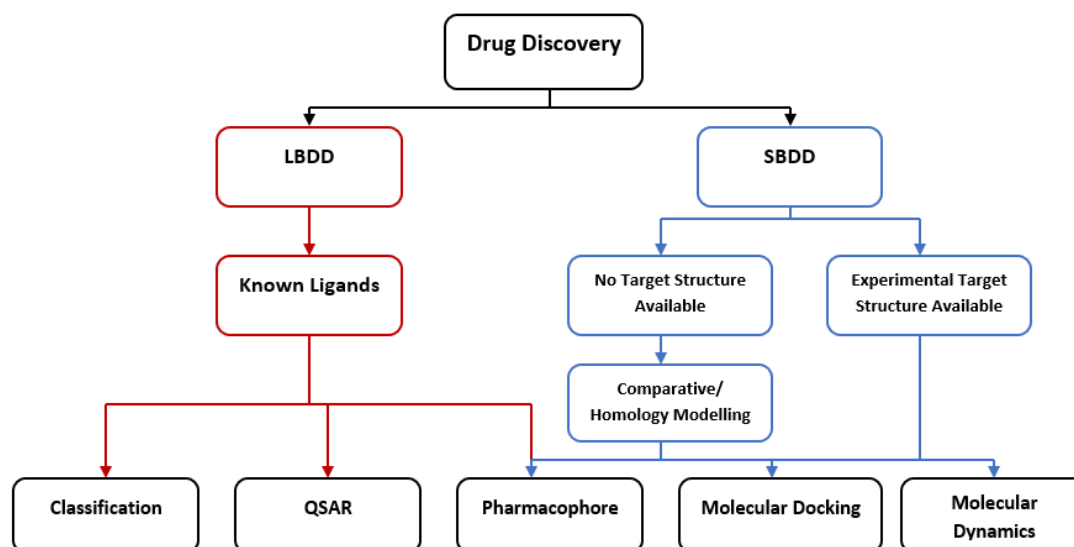 Drug Discovery
LBDD
SBDD
Known Ligands
No Target Structure
Available
Experimental Target
Structure Available
Comparative/
Homology Modelling
Classification
QSAR
Pharmacophore
Molecular Docking
Molecular
Dynamics